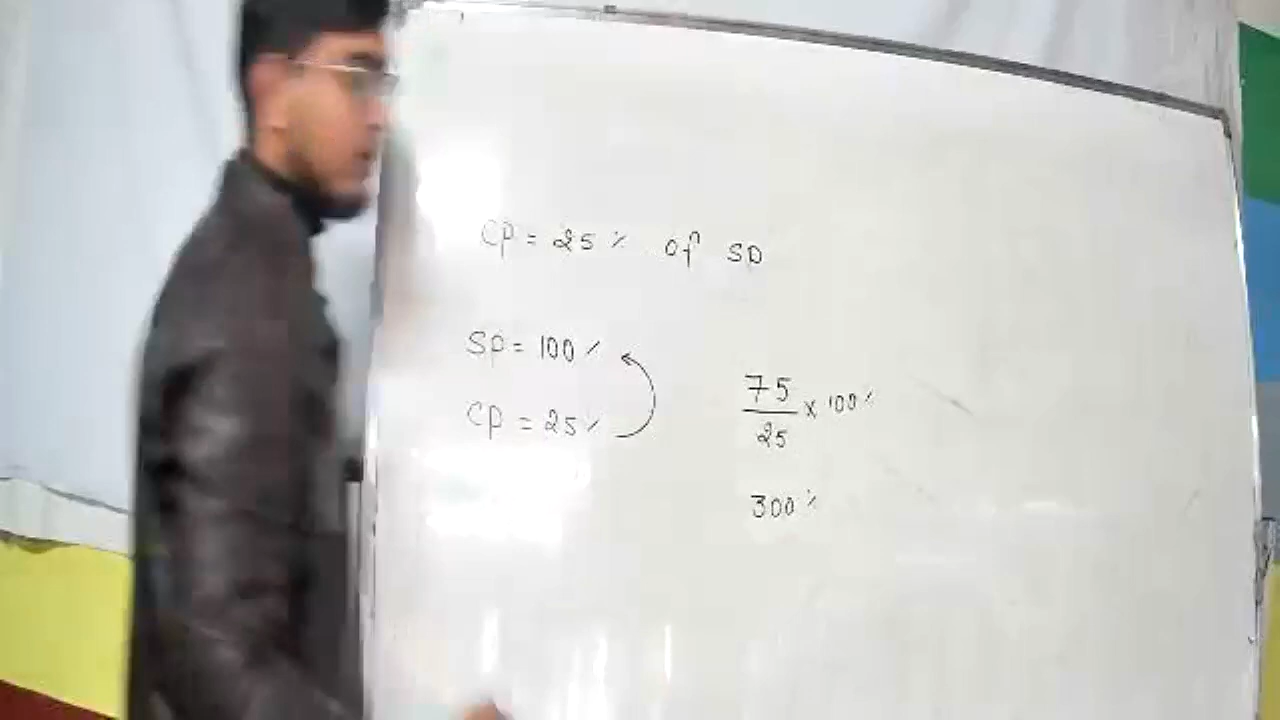 CP = 25 % of SP
SP = 100 %
CP = 25 %
75
25
x 100 %
300 %